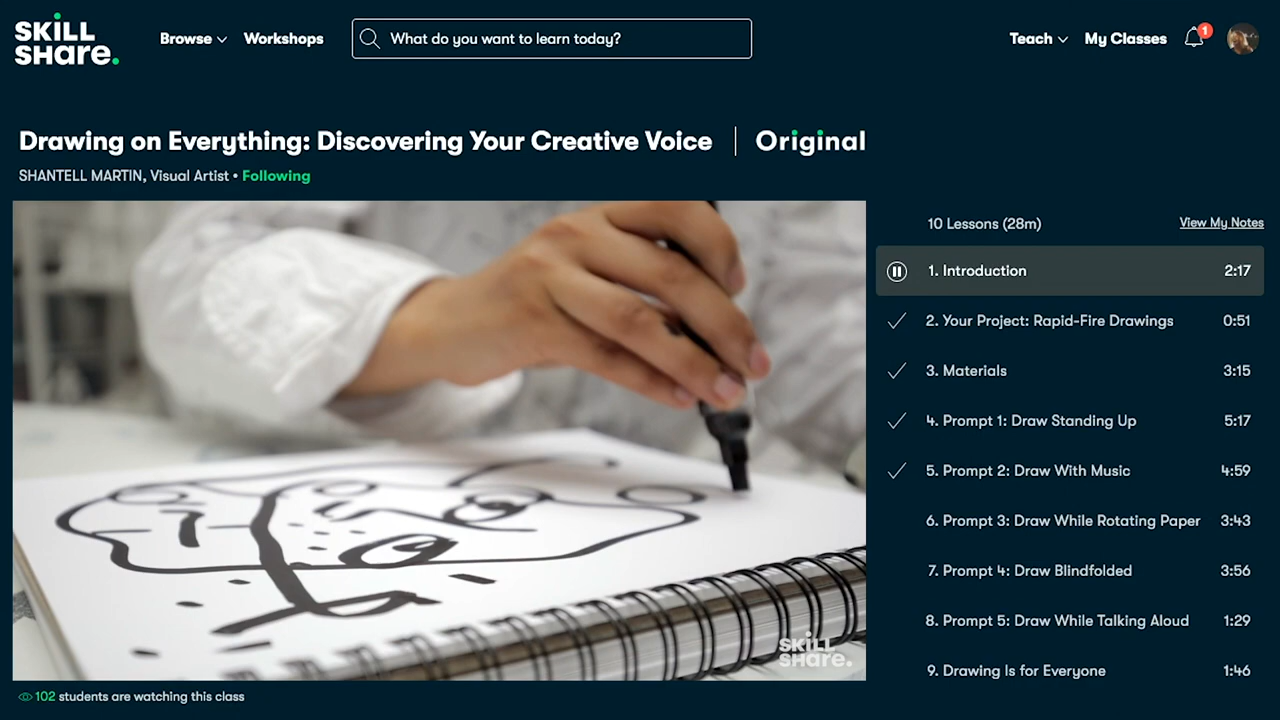 SKiLL
SHare.
Browse
Workshops
What do you want to learn today?
Teach
My Classes
1
Drawing on Everything: Discovering Your Creative Voice | Original
SHANTELL MARTIN, Visual Artist • Following
10 Lessons (28m)
View My Notes
1. Introduction 2:17
2. Your Project: Rapid-Fire Drawings 0:51
3. Materials 3:15
4. Prompt 1: Draw Standing Up 5:17
5. Prompt 2: Draw With Music 4:59
6. Prompt 3: Draw While Rotating Paper 3:43
7. Prompt 4: Draw Blindfolded 3:56
8. Prompt 5: Draw While Talking Aloud 1:29
9. Drawing Is for Everyone 1:46
SKiLL
SHare.
102 students are watching this class